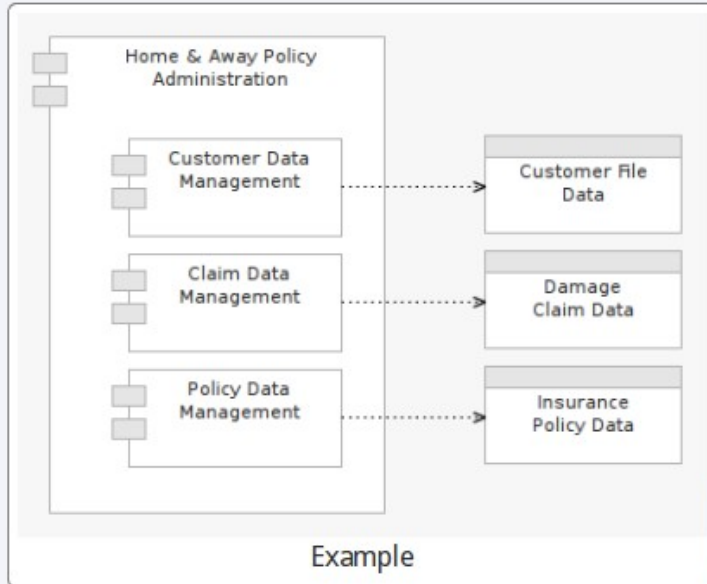 Home & Away Policy
Administration
Customer Data
Management
Customer File
Data
Claim Data
Management
Damage
Claim Data
Policy Data
Management
Insurance
Policy Data
Example